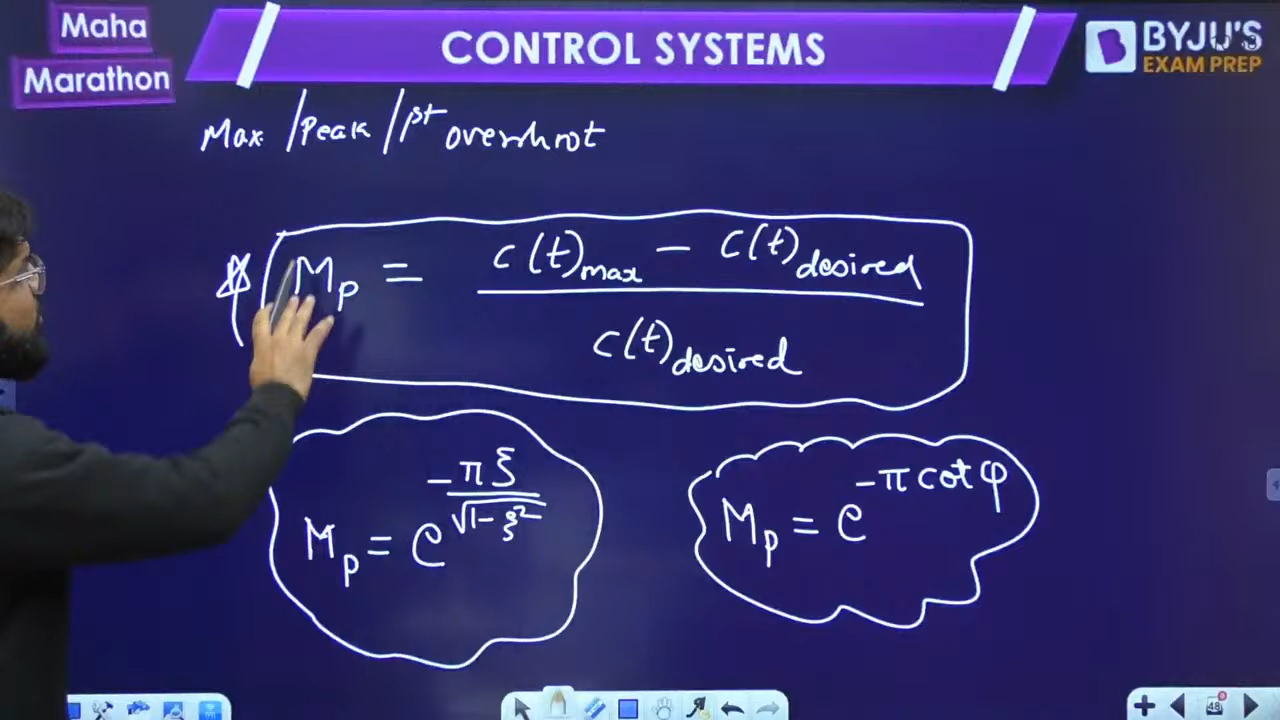 Maha
Marathon
CONTROL SYSTEMS
BYJU'S
EXAM PREP
Max. / Peak / 1st overshoot
Mp = (c(t)max − c(t)desired) / c(t)desired
Mp = e^(−πξ/√(1−ξ²))
Mp = e^(−π cot φ)
48